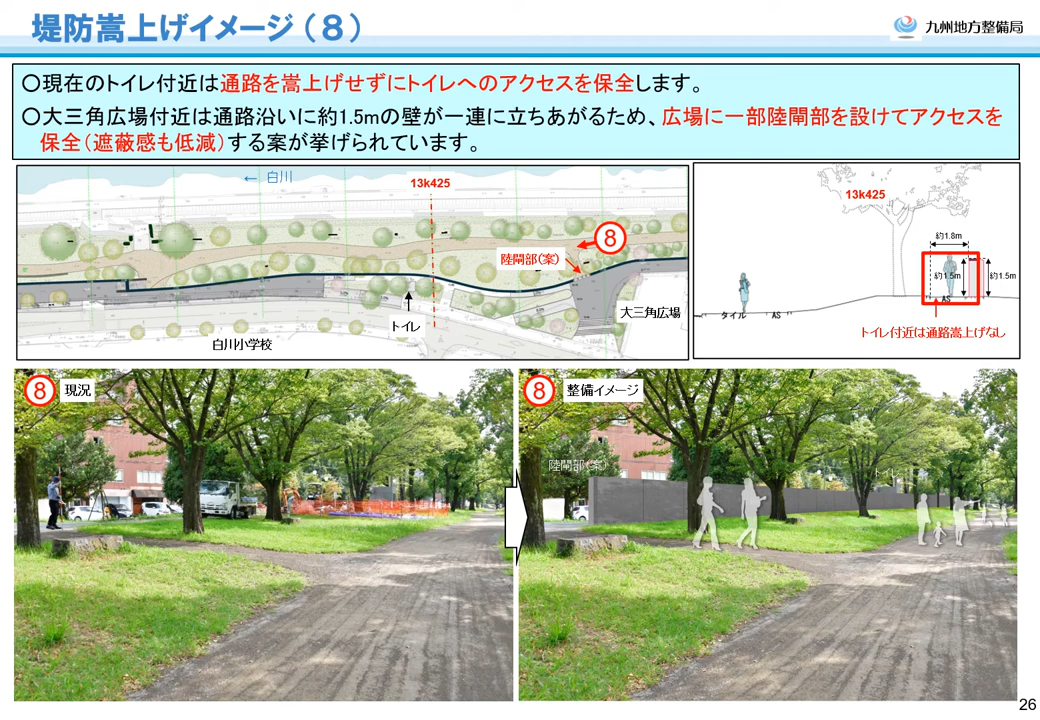 堤防嵩上げイメージ（８）
九州地方整備局
〇現在のトイレ付近は通路を嵩上げせずにトイレへのアクセスを保全します。
〇大三角広場付近は通路沿いに約1.5mの壁が一連に立ちあがるため、広場に一部陸閘部を設けてアクセスを
保全（遮蔽感も低減）する案が挙げられています。
← 白川
13k425
8
陸閘部（案）
大三角広場
トイレ
白川小学校
13k425
約1.8m
約1.5m
約1.5m
AS
タイル
AS
トイレ付近は通路嵩上げなし
8 現況
8 整備イメージ
陸閘部（案）
トイレ
26